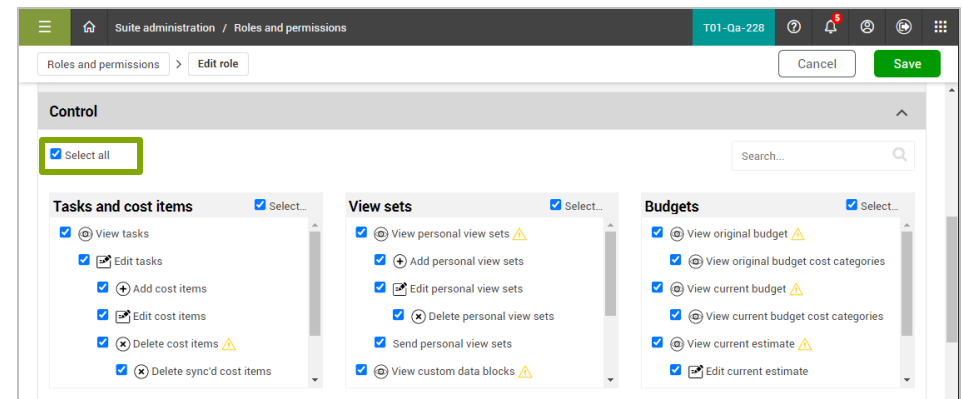 Suite administration / Roles and permissions
T01-Qa-228
5
Roles and permissions > Edit role
Cancel
Save
Control
Select all
Search...
Tasks and cost items
Select...
View tasks
Edit tasks
Add cost items
Edit cost items
Delete cost items
Delete sync'd cost items
View sets
Select...
View personal view sets
Add personal view sets
Edit personal view sets
Delete personal view sets
Send personal view sets
View custom data blocks
Budgets
Select...
View original budget
View original budget cost categories
View current budget
View current budget cost categories
View current estimate
Edit current estimate